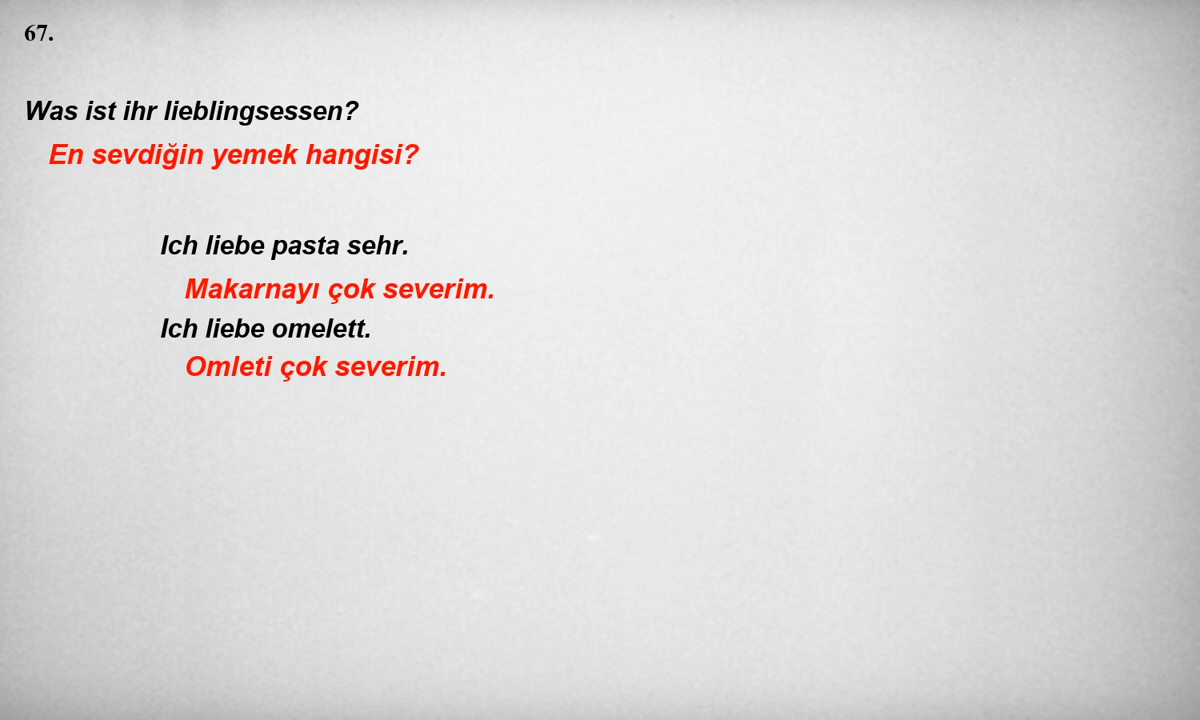 67.
Was ist ihr lieblingsessen?
En sevdiğin yemek hangisi?
Ich liebe pasta sehr.
Makarnayı çok severim.
Ich liebe omelett.
Omleti çok severim.